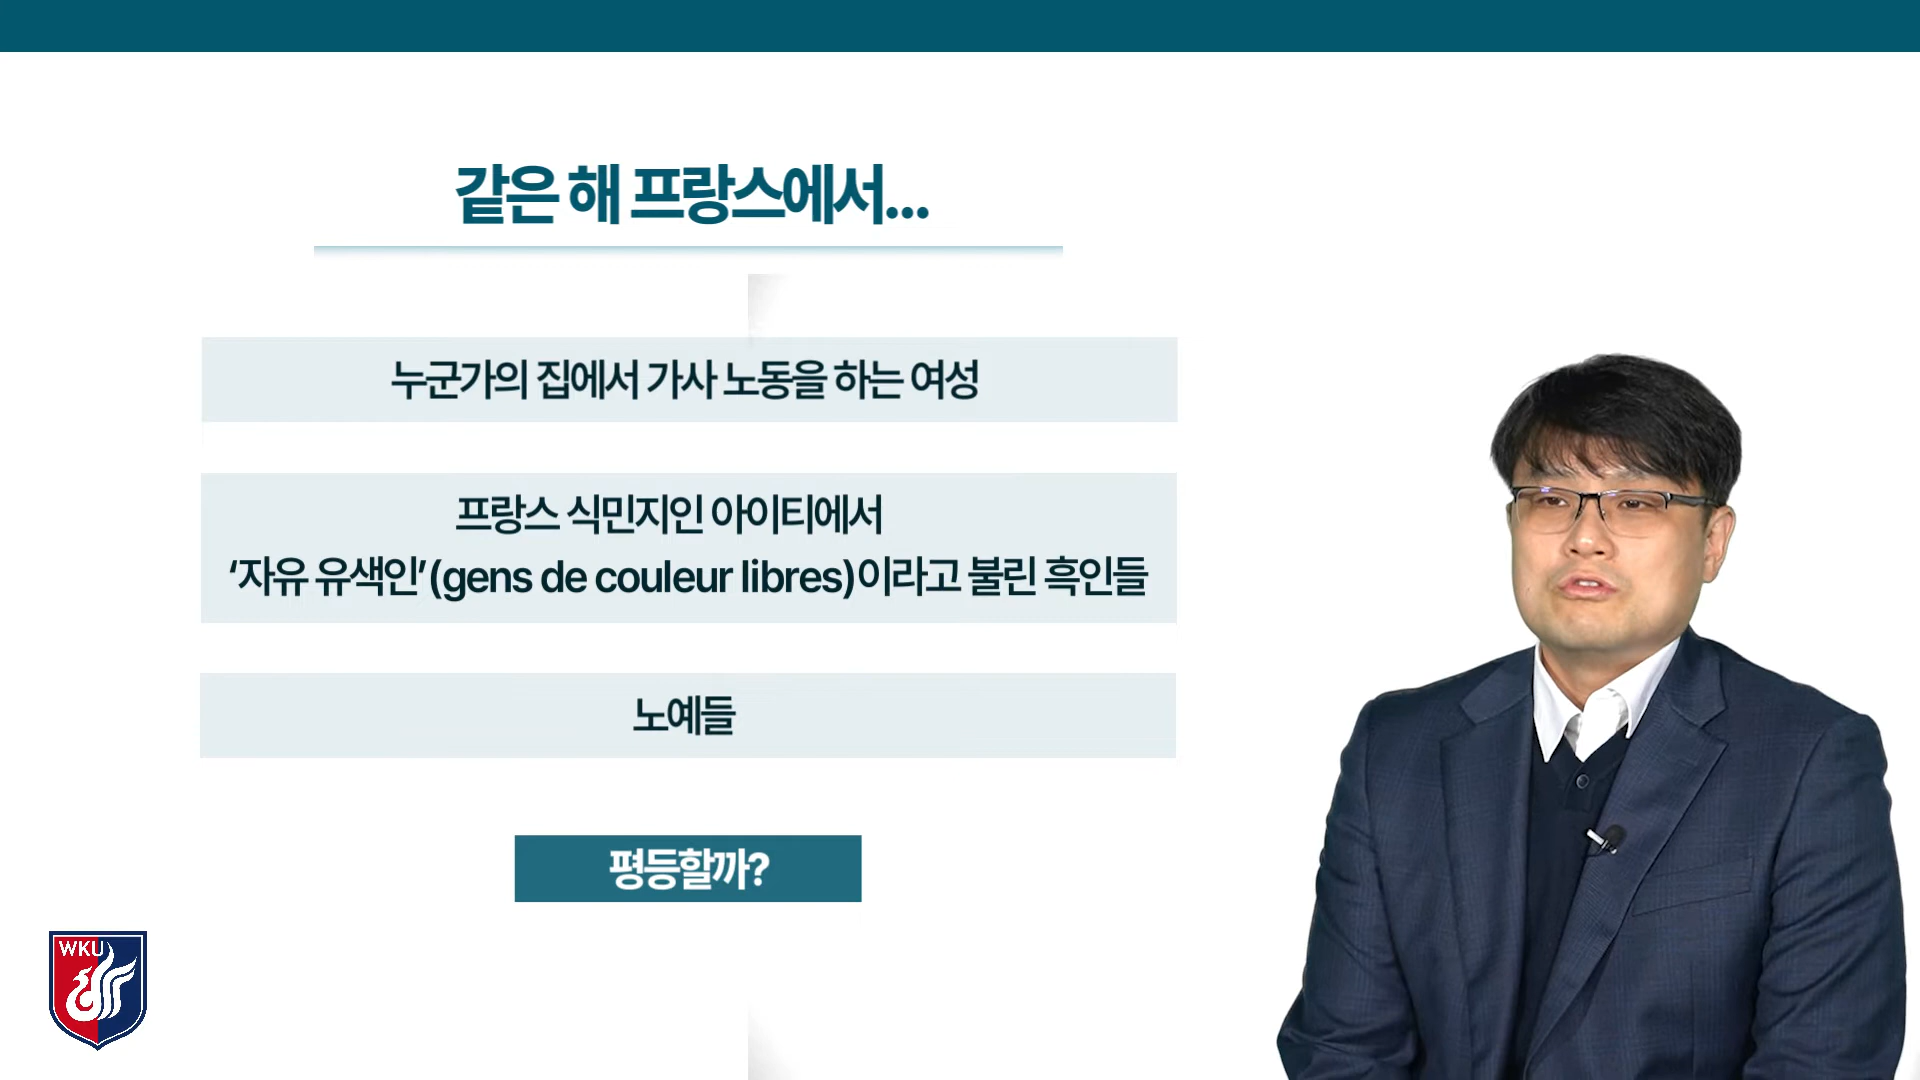 같은 해 프랑스에서...
누군가의 집에서 가사 노동을 하는 여성
프랑스 식민지인 아이티에서
‘자유 유색인’(gens de couleur libres)이라고 불린 흑인들
노예들
평등할까?
WKU